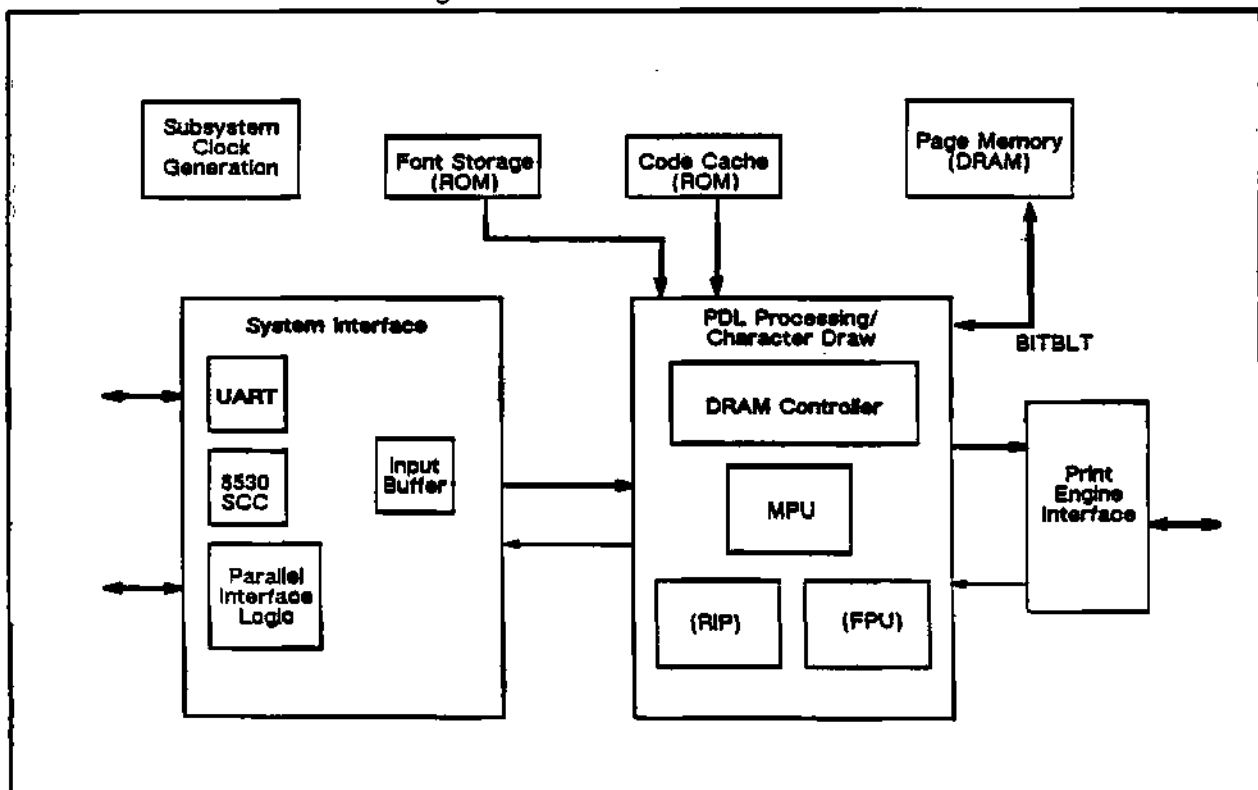 Subsystem
Clock
Generation
Font Storage
(ROM)
Code Cache
(ROM)
Page Memory
(DRAM)
System Interface
UART
8530
SCC
Input
Buffer
Parallel
Interface
Logic
PDL Processing/
Character Draw
DRAM Controller
MPU
(RIP)
(FPU)
BITBLT
Print
Engine
Interface